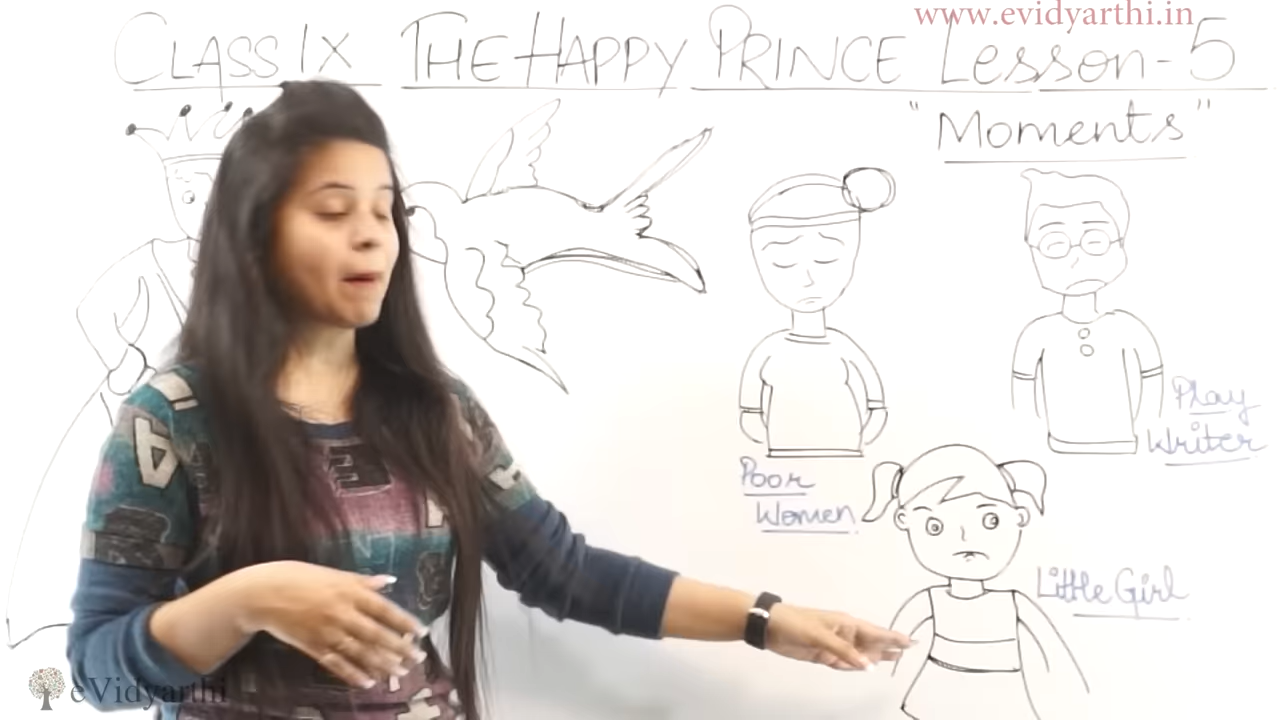 www.evidyarthi.in
CLASS IX THE HAPPY PRINCE Lesson-5
"Moments"
Play
Writer
Poor
Women
Little Girl
eVidyarthi